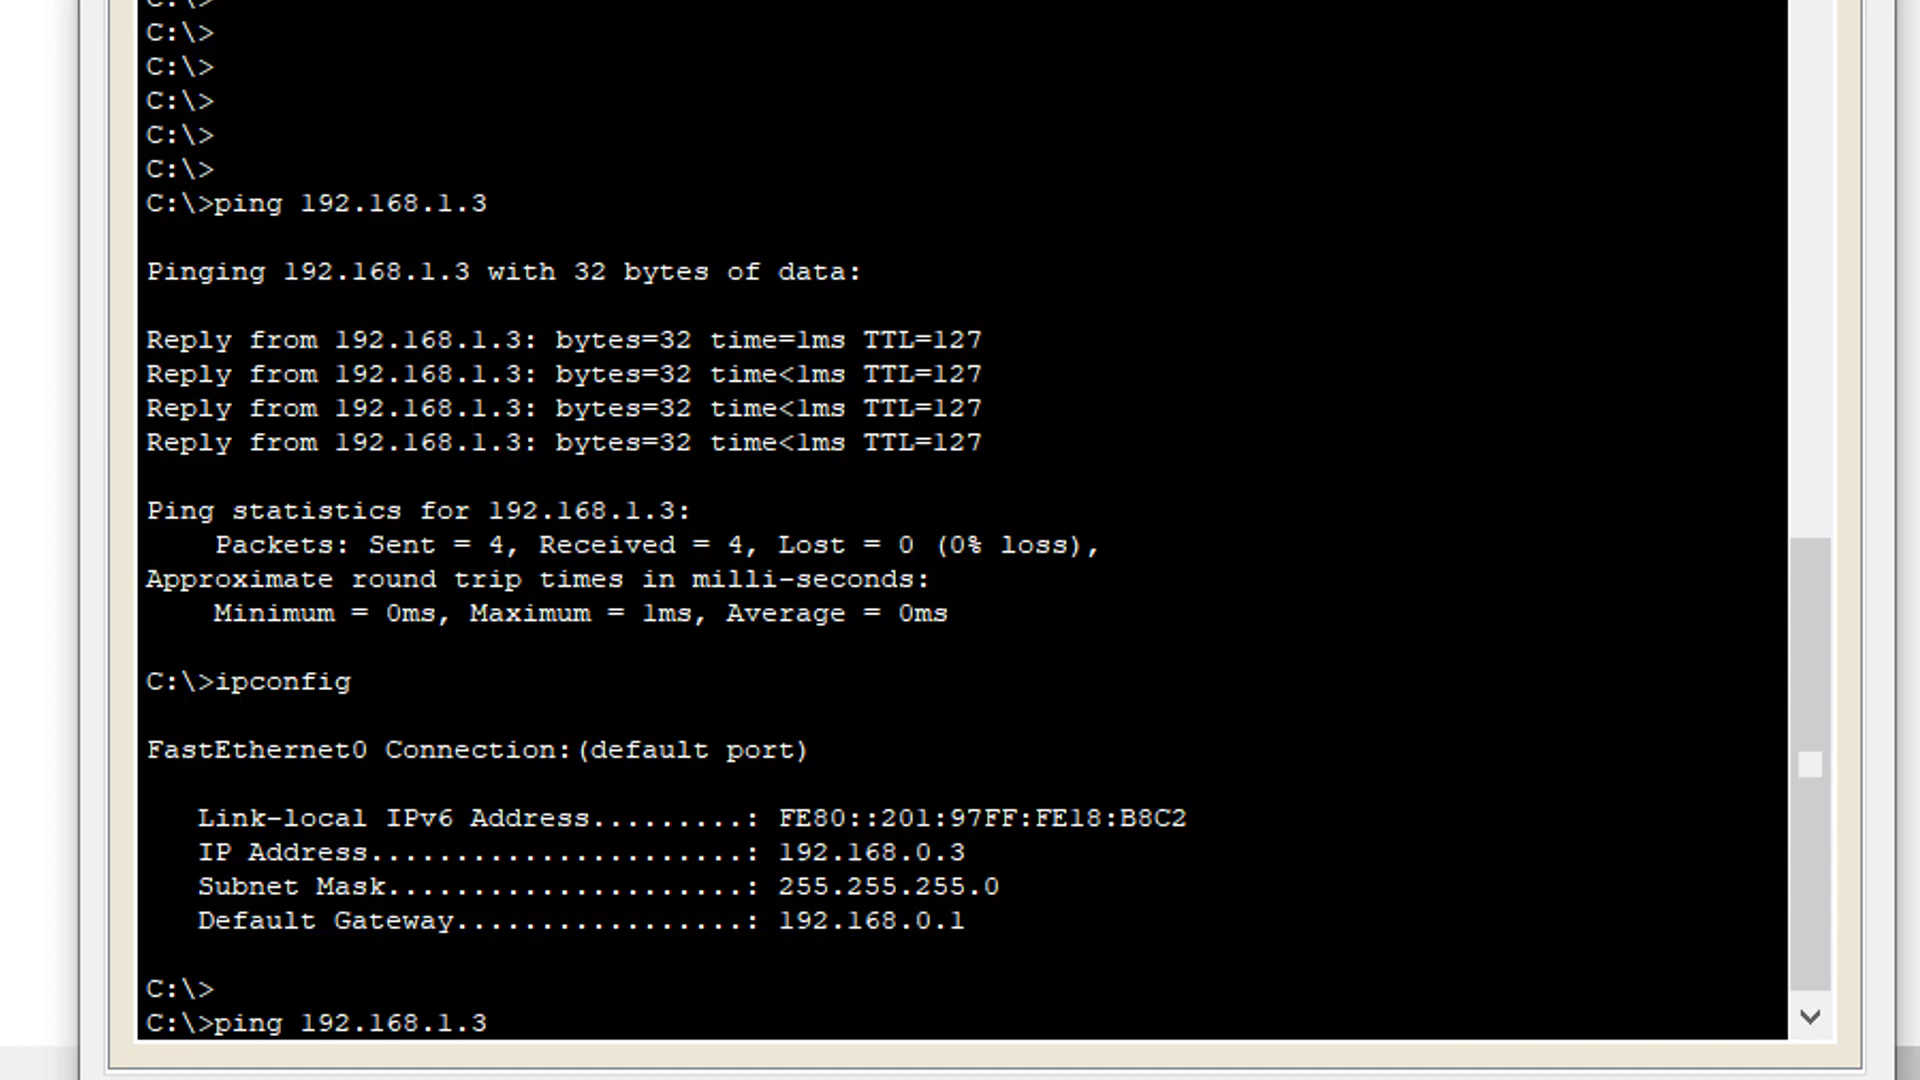 C:\>
C:\>
C:\>
C:\>
C:\>
C:\>
C:\>ping 192.168.1.3
Pinging 192.168.1.3 with 32 bytes of data:
Reply from 192.168.1.3: bytes=32 time=1ms TTL=127
Reply from 192.168.1.3: bytes=32 time<1ms TTL=127
Reply from 192.168.1.3: bytes=32 time<1ms TTL=127
Reply from 192.168.1.3: bytes=32 time<1ms TTL=127
Ping statistics for 192.168.1.3:
    Packets: Sent = 4, Received = 4, Lost = 0 (0% loss),
Approximate round trip times in milli-seconds:
    Minimum = 0ms, Maximum = 1ms, Average = 0ms
C:\>ipconfig
FastEthernet0 Connection:(default port)
   Link-local IPv6 Address.........: FE80::201:97FF:FE18:B8C2
   IP Address......................: 192.168.0.3
   Subnet Mask.....................: 255.255.255.0
   Default Gateway.................: 192.168.0.1
C:\>
C:\>ping 192.168.1.3